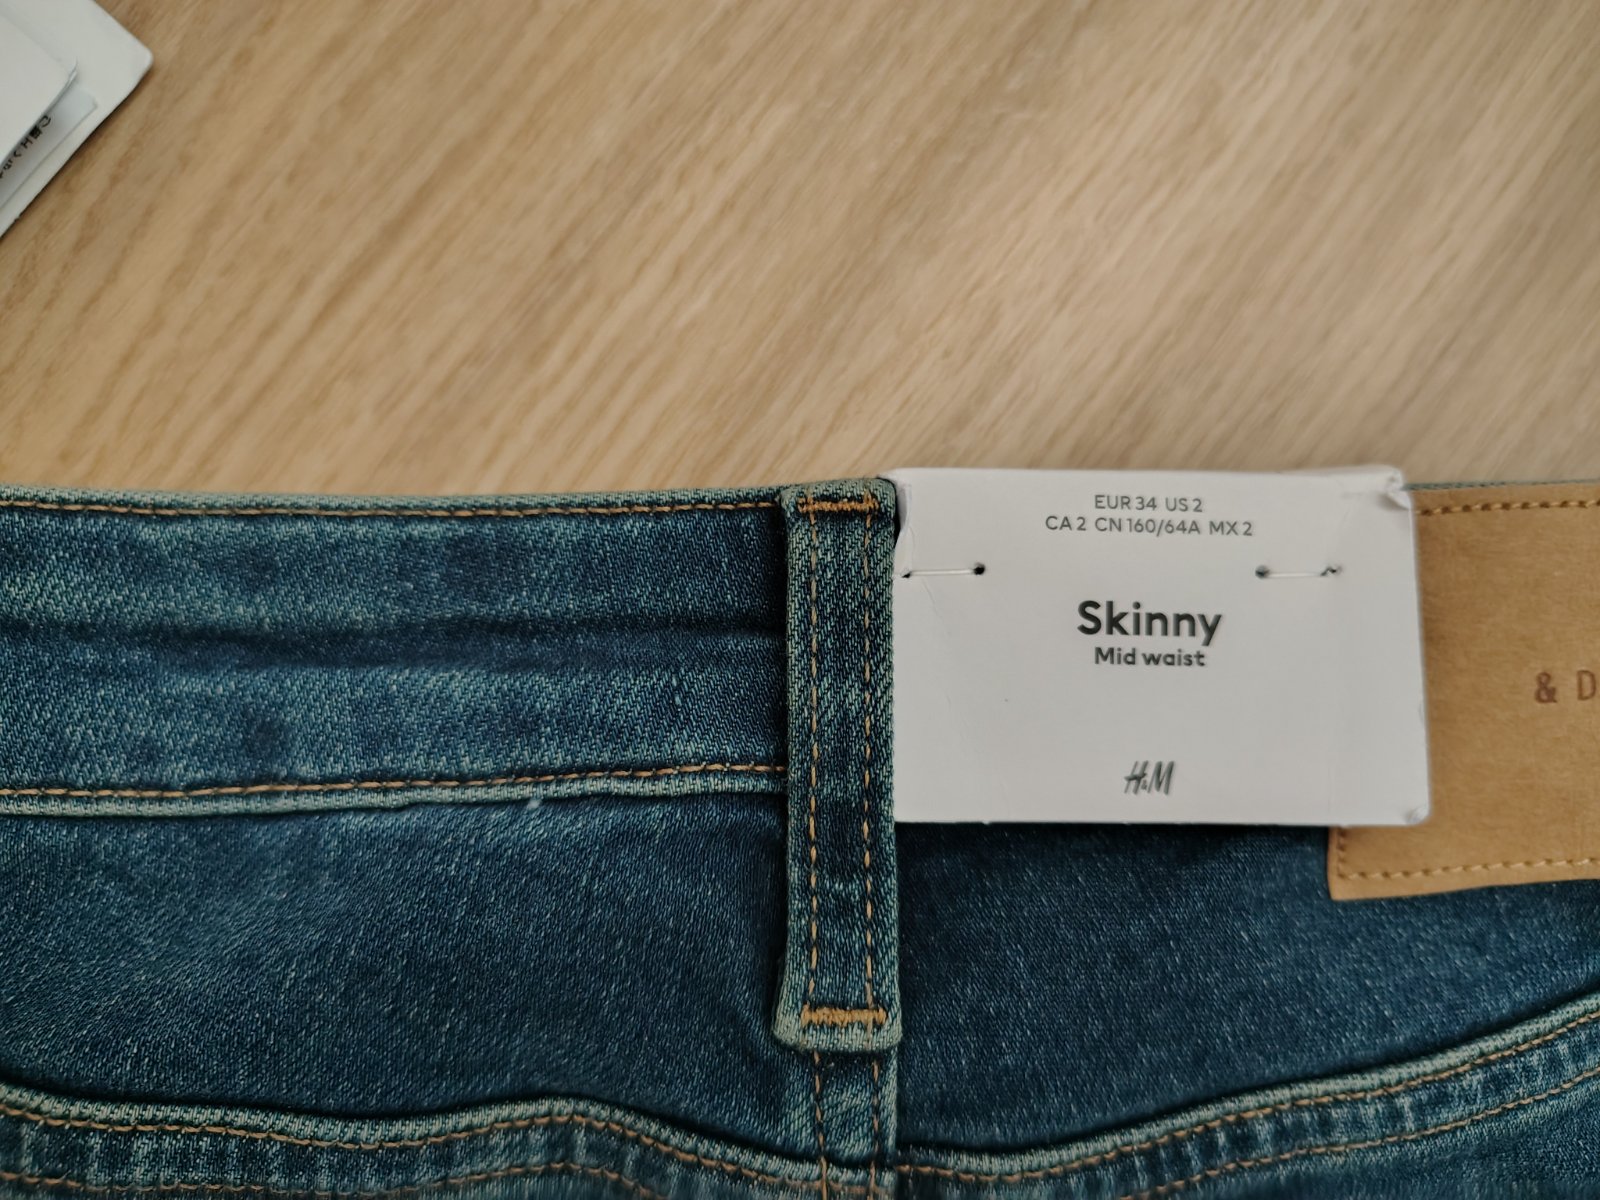 EUR 34 US 2
CA 2 CN 160/64A MX 2
Skinny
Mid waist
H&M
& D